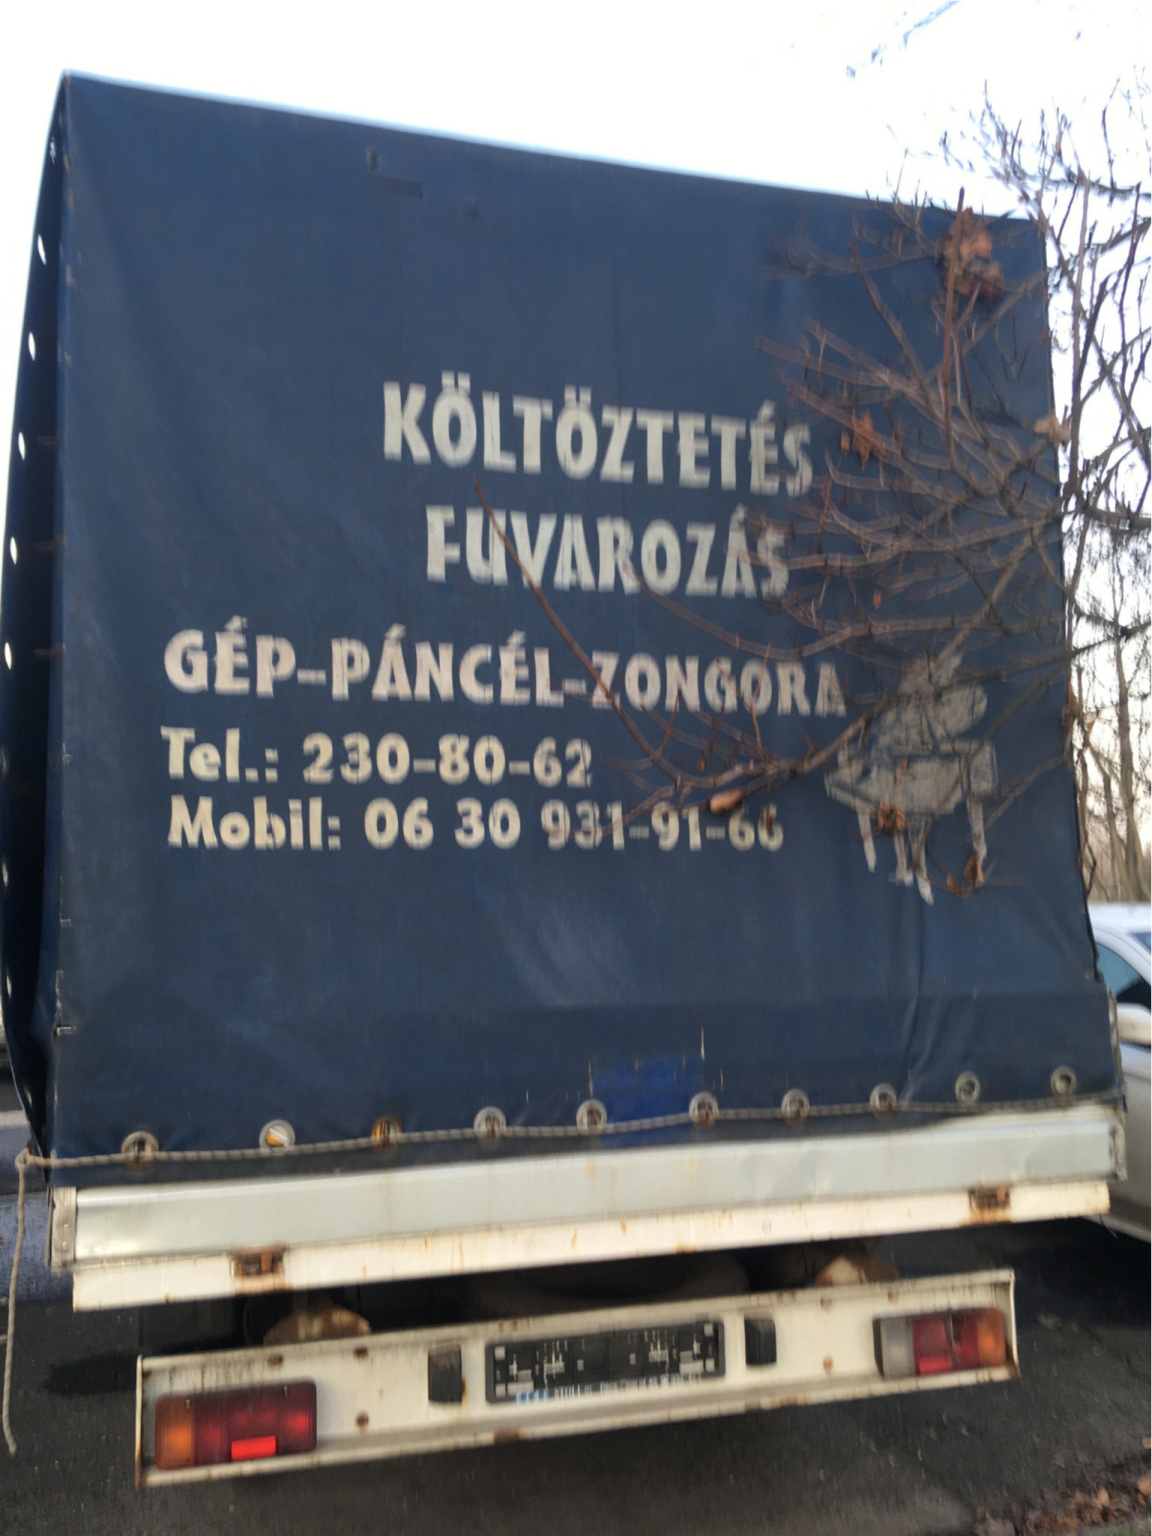 KÖLTÖZTETÉS
FUVAROZÁS
GÉP-PÁNCÉL-ZONGORA
Tel.: 230-80-62
Mobil: 06 30 931-91-66